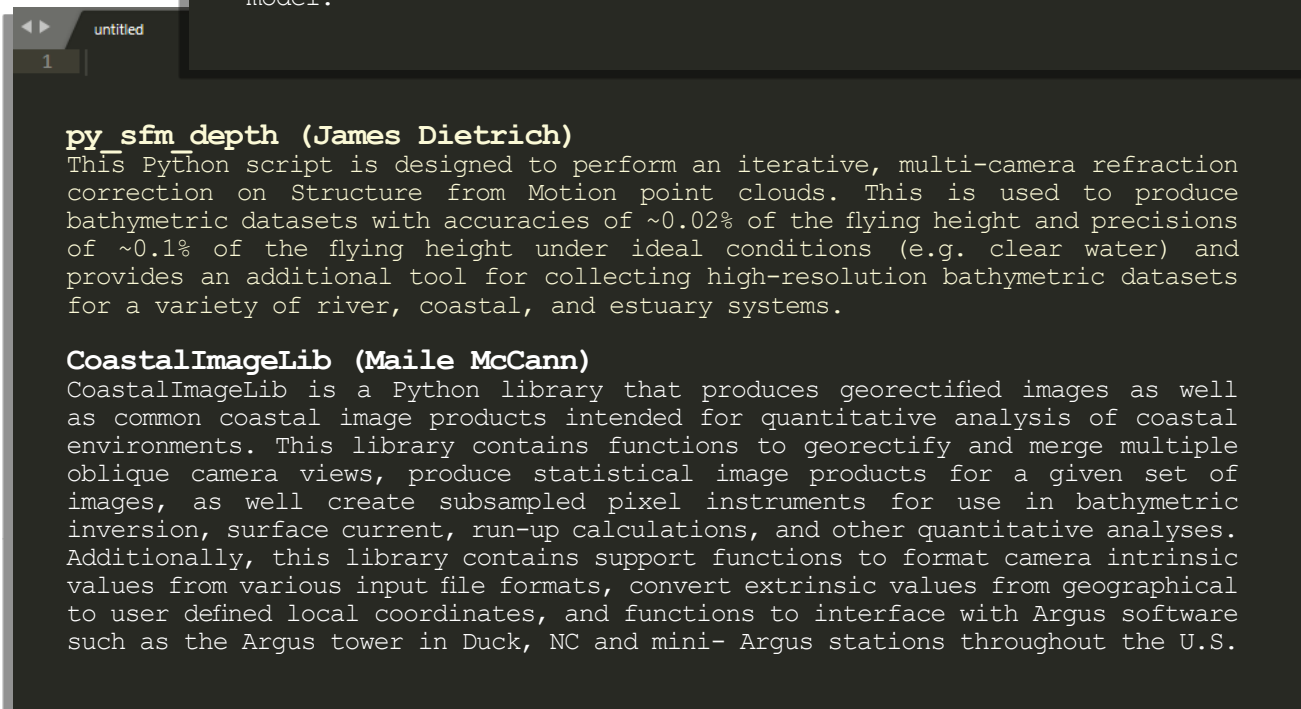 model.
untitled
1
py_sfm_depth (James Dietrich)
This Python script is designed to perform an iterative, multi-camera refraction
correction on Structure from Motion point clouds. This is used to produce
bathymetric datasets with accuracies of ~0.02% of the flying height and precisions
of ~0.1% of the flying height under ideal conditions (e.g. clear water) and
provides an additional tool for collecting high-resolution bathymetric datasets
for a variety of river, coastal, and estuary systems.
CoastalImageLib (Maile McCann)
CoastalImageLib is a Python library that produces georectified images as well
as common coastal image products intended for quantitative analysis of coastal
environments. This library contains functions to georectify and merge multiple
oblique camera views, produce statistical image products for a given set of
images, as well create subsampled pixel instruments for use in bathymetric
inversion, surface current, run-up calculations, and other quantitative analyses.
Additionally, this library contains support functions to format camera intrinsic
values from various input file formats, convert extrinsic values from geographical
to user defined local coordinates, and functions to interface with Argus software
such as the Argus tower in Duck, NC and mini- Argus stations throughout the U.S.